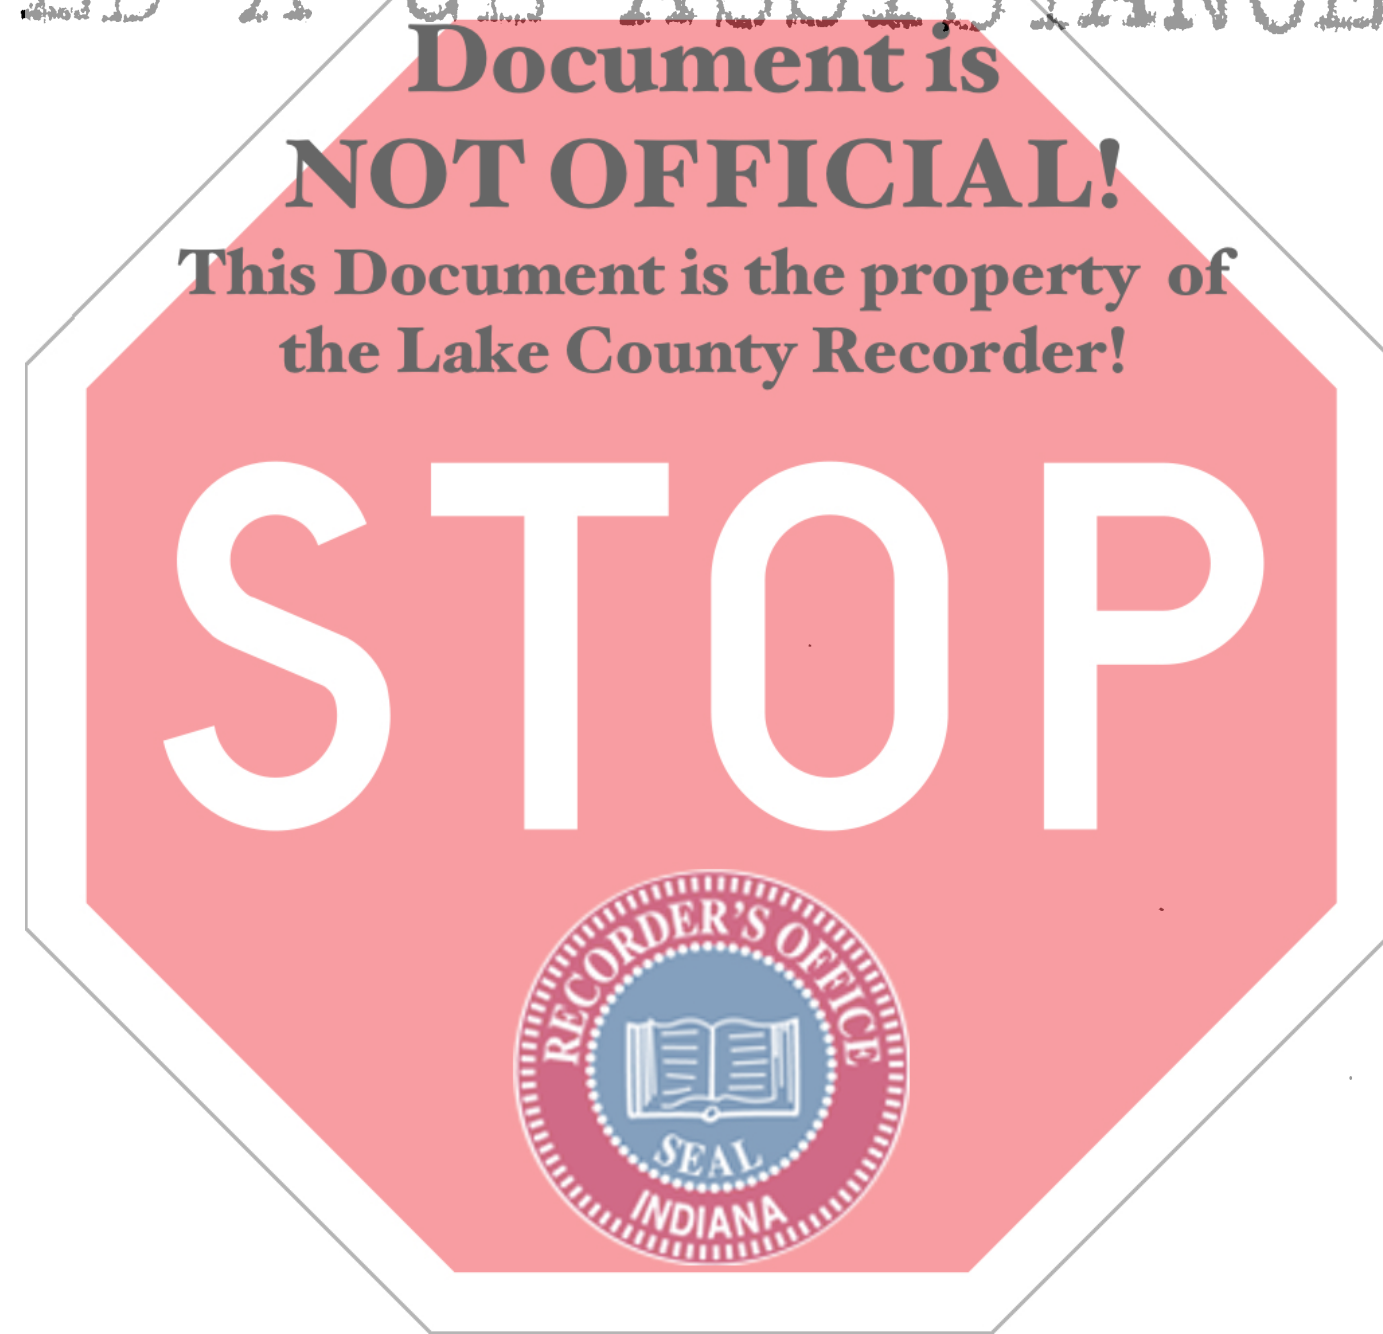 Document is
NOT OFFICIAL!
This Document is the property of
the Lake County Recorder!
STOP
RECORDER'S OFFICE
SEAL
INDIANA